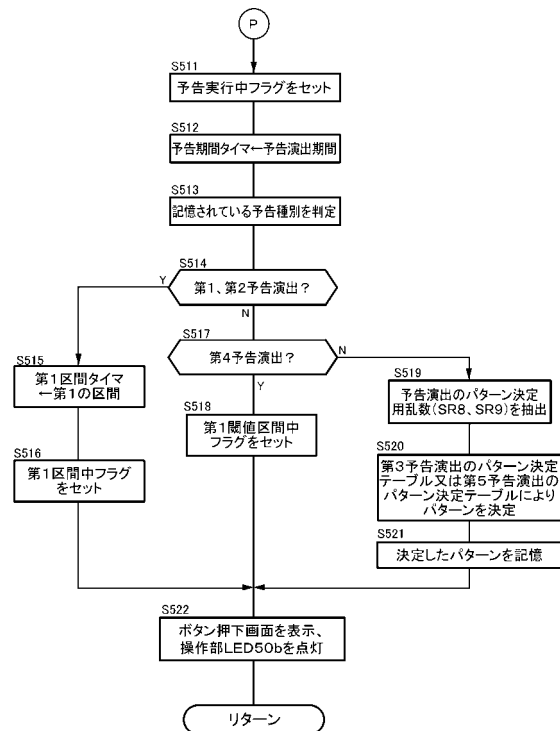 P
S511
予告実行中フラグをセット
S512
予告期間タイマ←予告演出期間
S513
記憶されている予告種別を判定
S514
Y
第1、第2予告演出?
N
S517
第4予告演出?
N
Y
S515
第1区間タイマ
←第1の区間
S516
第1区間中フラグ
をセット
S518
第1閾値区間中
フラグをセット
S519
予告演出のパターン決定
用乱数(SR8、SR9)を抽出
S520
第3予告演出のパターン決定
テーブル又は第5予告演出の
パターン決定テーブルにより
パターンを決定
S521
決定したパターンを記憶
S522
ボタン押下画面を表示、
操作部LED50bを点灯
リターン